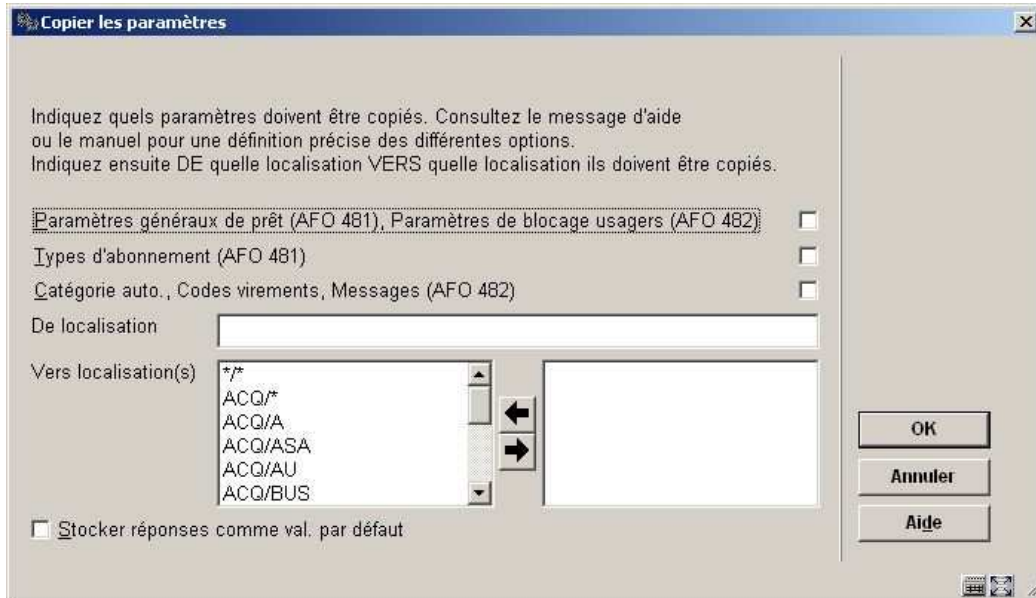 Copier les paramètres
Indiquez quels paramètres doivent être copiés. Consultez le message d'aide
ou le manuel pour une définition précise des différentes options.
Indiquez ensuite DE quelle localisation VERS quelle localisation ils doivent être copiés.
Paramètres généraux de prêt (AFO 481), Paramètres de blocage usagers (AFO 482)
Types d'abonnement (AFO 481)
Catégorie auto., Codes virements, Messages (AFO 482)
De localisation
Vers localisation(s)
*/*
ACQ/*
ACQ/A
ACQ/ASA
ACQ/AU
ACQ/BUS
OK
Annuler
Aide
Stocker réponses comme val. par défaut